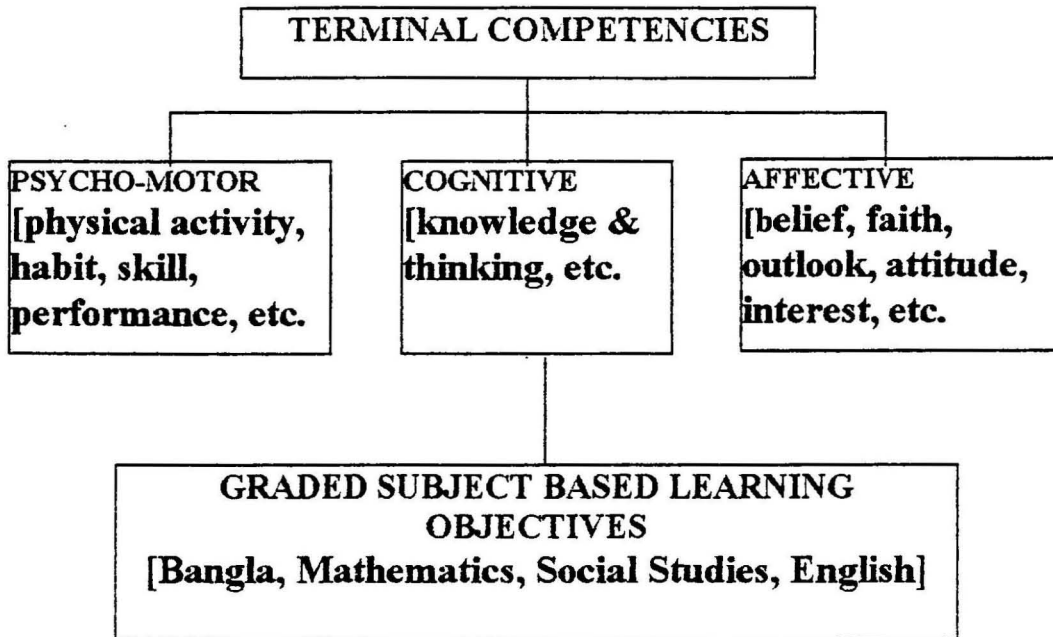 TERMINAL COMPETENCIES
PSYCHO-MOTOR
[physical activity,
habit, skill,
performance, etc.
COGNITIVE
[knowledge &
thinking, etc.
AFFECTIVE
[belief, faith,
outlook, attitude,
interest, etc.
GRADED SUBJECT BASED LEARNING
OBJECTIVES
[Bangla, Mathematics, Social Studies, English]